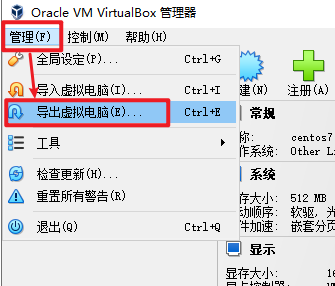 Oracle VM VirtualBox 管理器
管理(F) 控制(M) 帮助(H)
全局设定(P)... Ctrl+G
导入虚拟电脑(I)... Ctrl+I
导出虚拟电脑(E)... Ctrl+E
工具
检查更新(H)...
重置所有警告(R)
退出(Q) Ctrl+Q
建(N) 注册(A)
常规
称: centos7
作系统: Other Li
系统
存大小: 512 MB
动顺序: 软驱, 光
件加速: 嵌套分页
显示
显存大小: 16